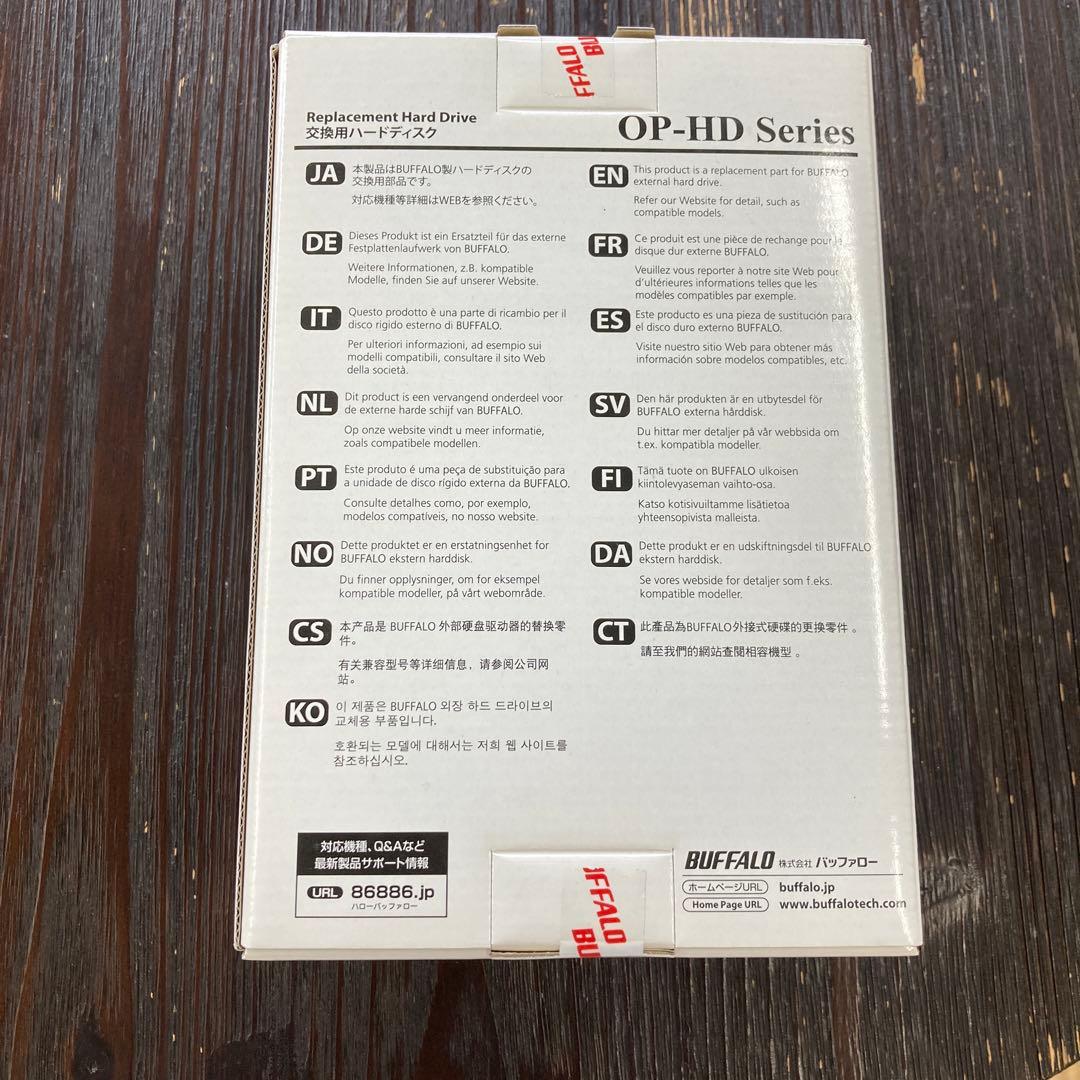 FFALO
BU
Replacement Hard Drive
交換用ハードディスク
OP-HD Series
JA
本製品はBUFFALO製ハードディスクの
交換用部品です。
対応機種等詳細はWEBを参照ください。
EN
This product is a replacement part for BUFFALO
external hard drive.
Refer our Website for detail, such as
compatible models.
DE
Dieses Produkt ist ein Ersatzteil für das externe
Festplattenlaufwerk von BUFFALO.
Weitere Informationen, z.B. kompatible
Modelle, finden Sie auf unserer Website.
FR
Ce produit est une pièce de rechange pour le
disque dur externe BUFFALO.
Veuillez vous reporter à notre site Web pour
d'ultérieures informations telles que les
modèles compatibles par exemple.
IT
Questo prodotto è una parte di ricambio per il
disco rigido esterno di BUFFALO.
Per ulteriori informazioni, ad esempio sui
modelli compatibili, consultare il sito Web
della società.
ES
Este producto es una pieza de sustitución para
el disco duro externo BUFFALO.
Visite nuestro sitio Web para obtener más
información sobre modelos compatibles, etc.
NL
Dit product is een vervangend onderdeel voor
de externe harde schijf van BUFFALO.
Op onze website vindt u meer informatie,
zoals compatibele modellen.
SV
Den här produkten är en utbytesdel för
BUFFALO externa hårddisk.
Du hittar mer detaljer på vår webbsida om
t.ex. kompatibla modeller.
PT
Este produto é uma peça de substituição para
a unidade de disco rígido externa da BUFFALO.
Consulte detalhes como, por exemplo,
modelos compatíveis, no nosso website.
FI
Tämä tuote on BUFFALO ulkoisen
kiintolevyaseman vaihto-osa.
Katso kotisivuiltamme lisätietoa
yhteensopivista malleista.
NO
Dette produktet er en erstatningsenhet for
BUFFALO ekstern harddisk.
Du finner opplysninger, om for eksempel
kompatible modeller, på vårt webområde.
DA
Dette produkt er en udskiftningsdel til BUFFALO
ekstern harddisk.
Se vores webside for detaljer som f.eks.
kompatible modeller.
CS
本产品是 BUFFALO 外部硬盘驱动器的替换零
件。
有关兼容型号等详细信息，请参阅公司网
站。
CT
此產品為BUFFALO外接式硬碟的更換零件 。
請至我們的網站查閱相容機型 。
KO
이 제품은 BUFFALO 외장 하드 드라이브의
교체용 부품입니다.
호환되는 모델에 대해서는 저희 웹 사이트를
참조하십시오.
対応機種、Q&Aなど
最新製品サポート情報
URL 86886.jp
ハローバッファロー
UFFALO
BU
BUFFALO 株式会社 バッファロー
ホームページURL buffalo.jp
Home Page URL www.buffalotech.com